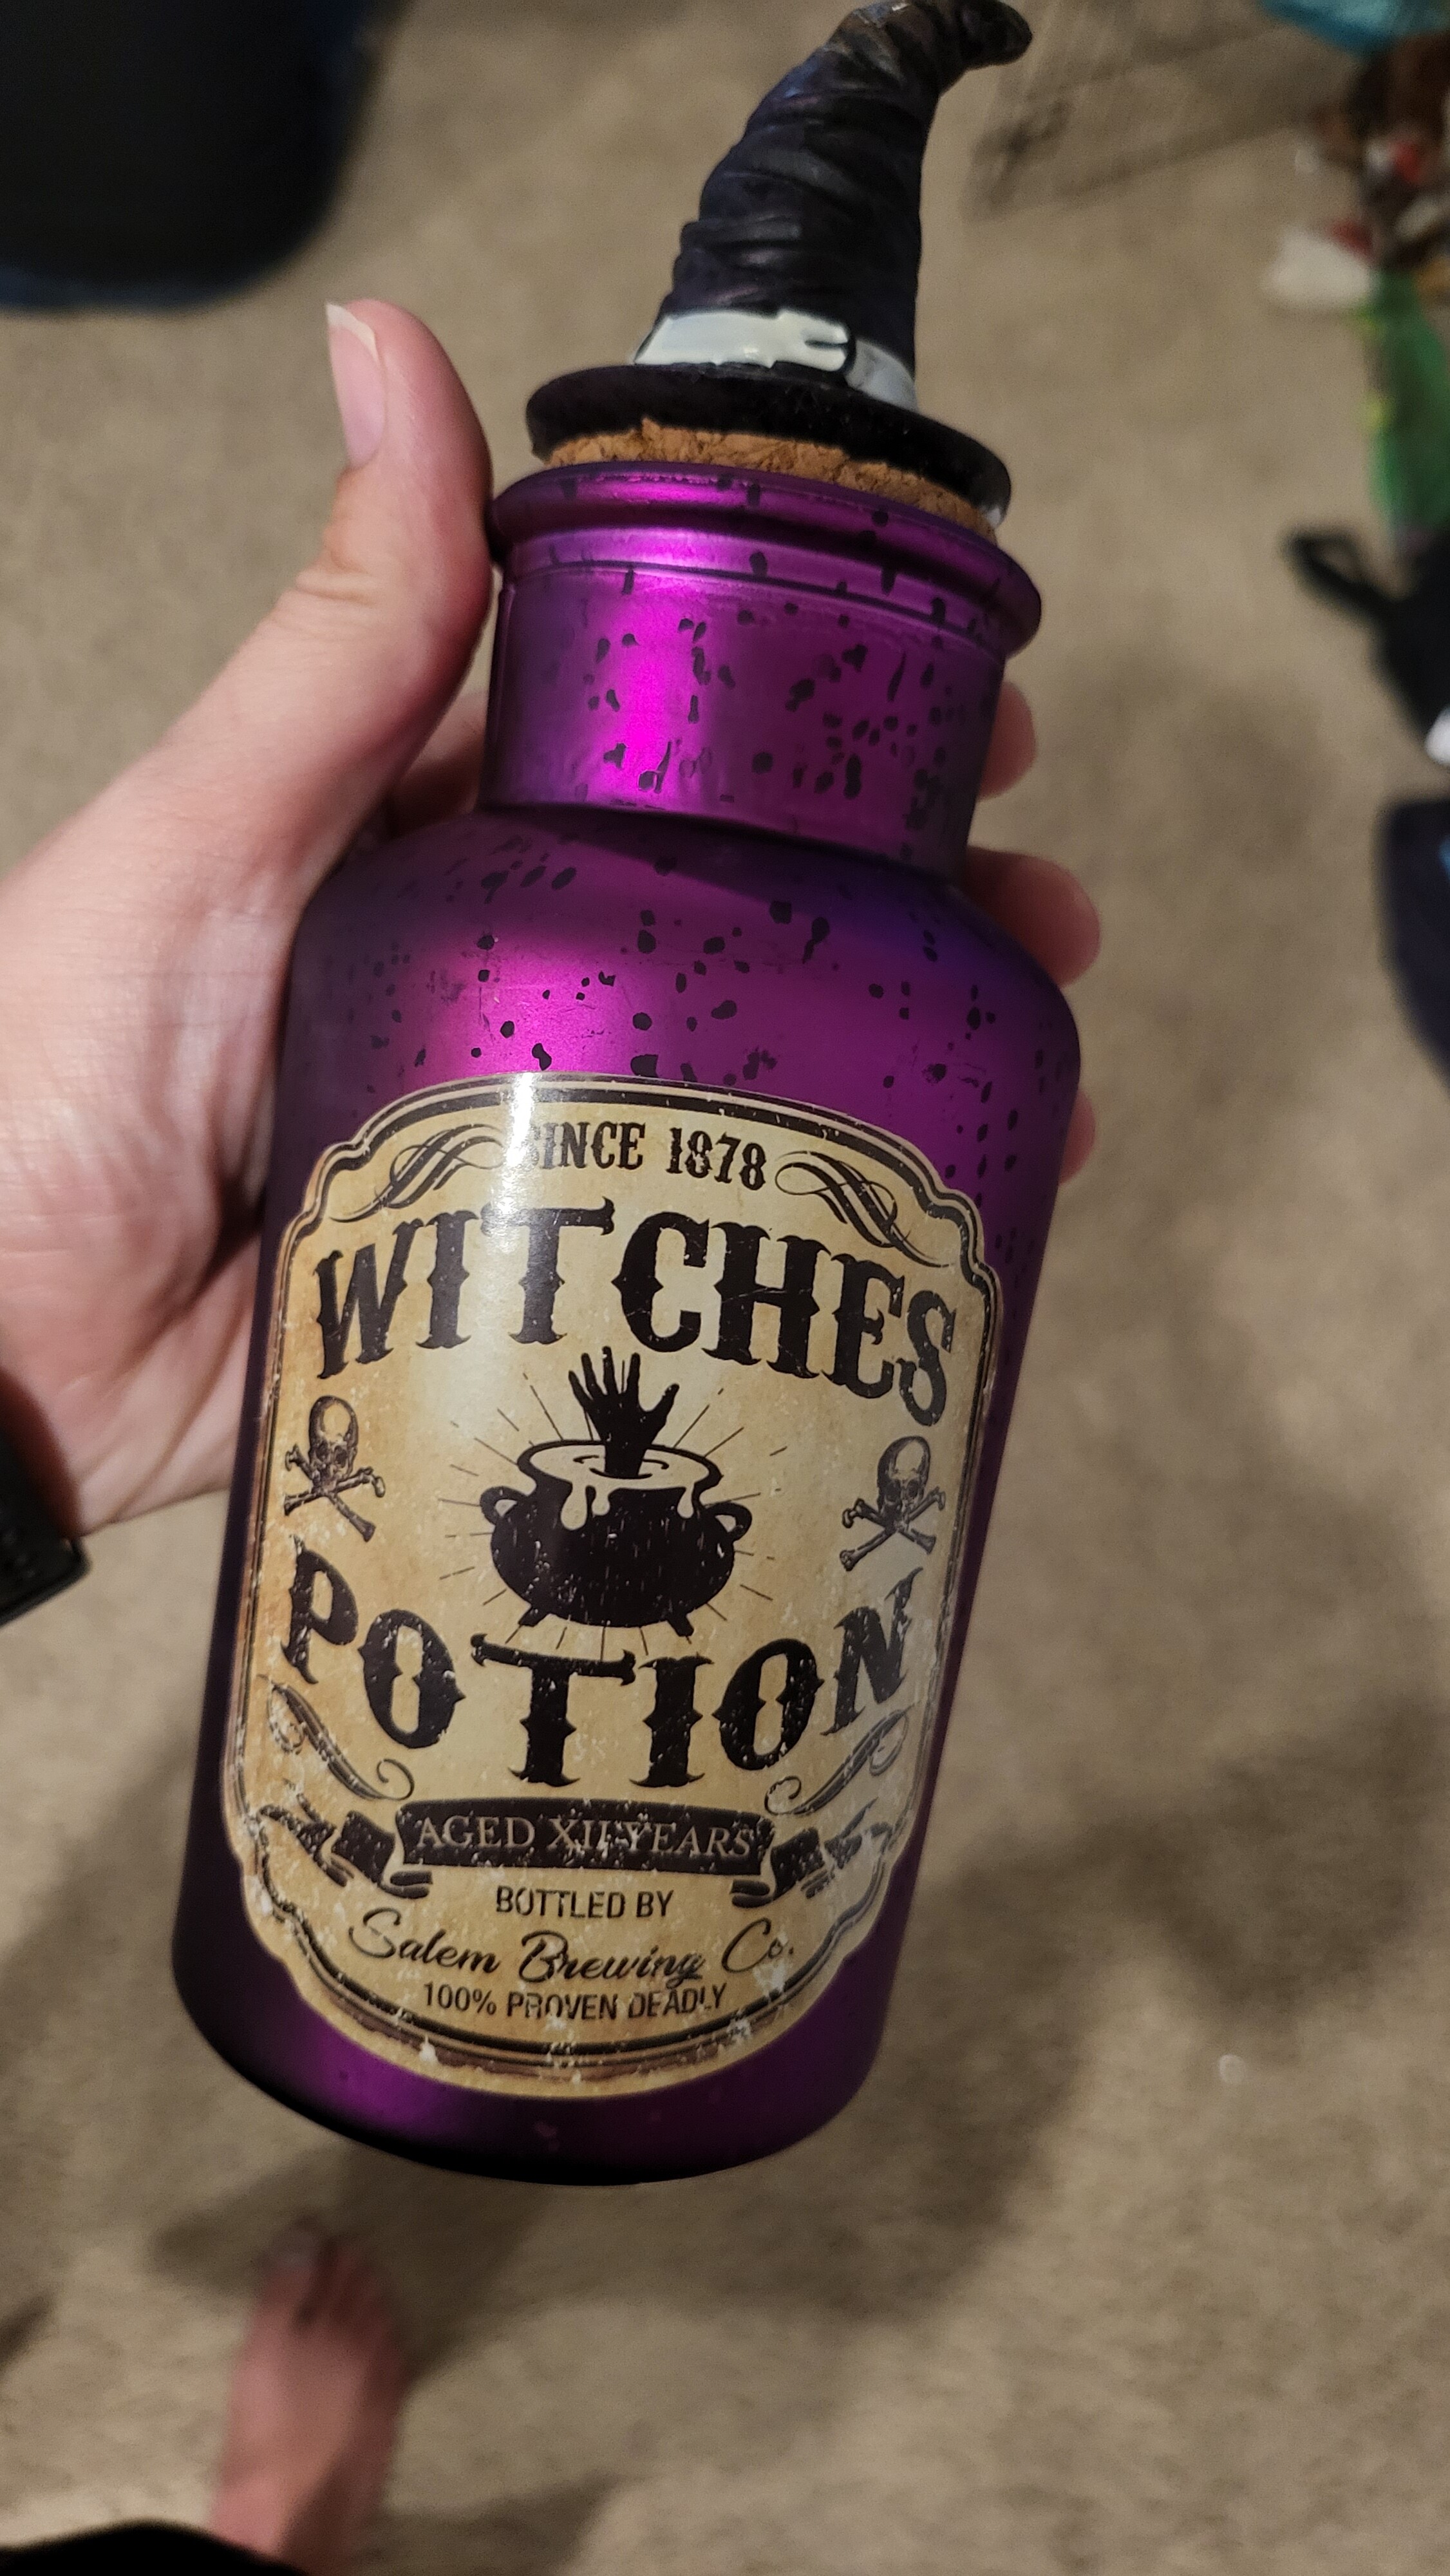 SINCE 1878
WITCHES
POTION
AGED XII YEARS
BOTTLED BY
Salem Brewing Co.
100% PROVEN DEADLY